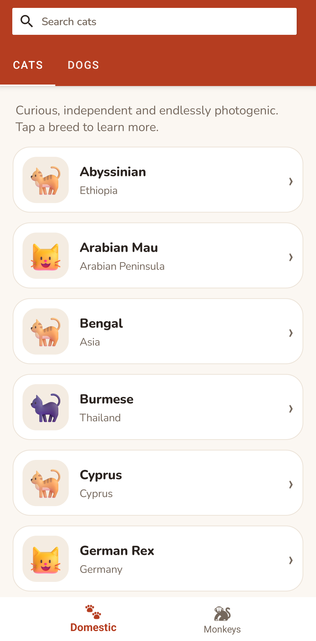 Search cats
CATS
DOGS
Curious, independent and endlessly photogenic.
Tap a breed to learn more.
Abyssinian
Ethiopia
Arabian Mau
Arabian Peninsula
Bengal
Asia
Burmese
Thailand
Cyprus
Cyprus
German Rex
Germany
Domestic
Monkeys